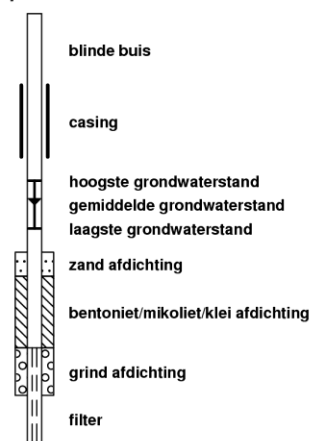 blinde buis
casing
hoogste grondwaterstand
gemiddelde grondwaterstand
laagste grondwaterstand
zand afdichting
bentoniet/mikoliet/klei afdichting
grind afdichting
filter